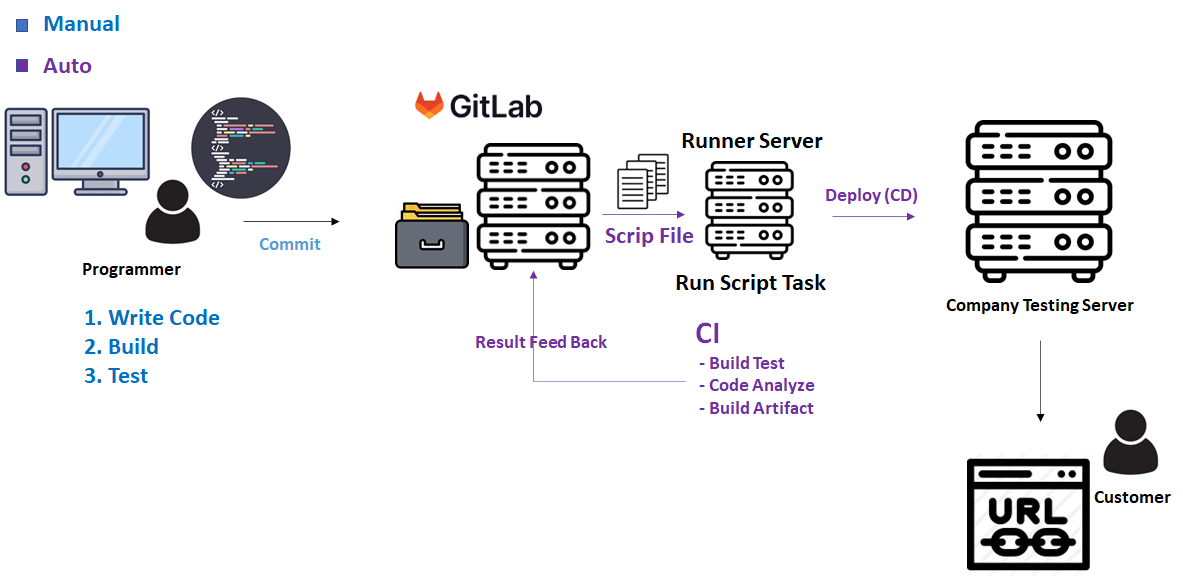 Manual
Auto
GitLab
Programmer
1. Write Code
2. Build
3. Test
Commit
Scrip File
Runner Server
Run Script Task
Result Feed Back
CI
- Build Test
- Code Analyze
- Build Artifact
Deploy (CD)
Company Testing Server
Customer
URL